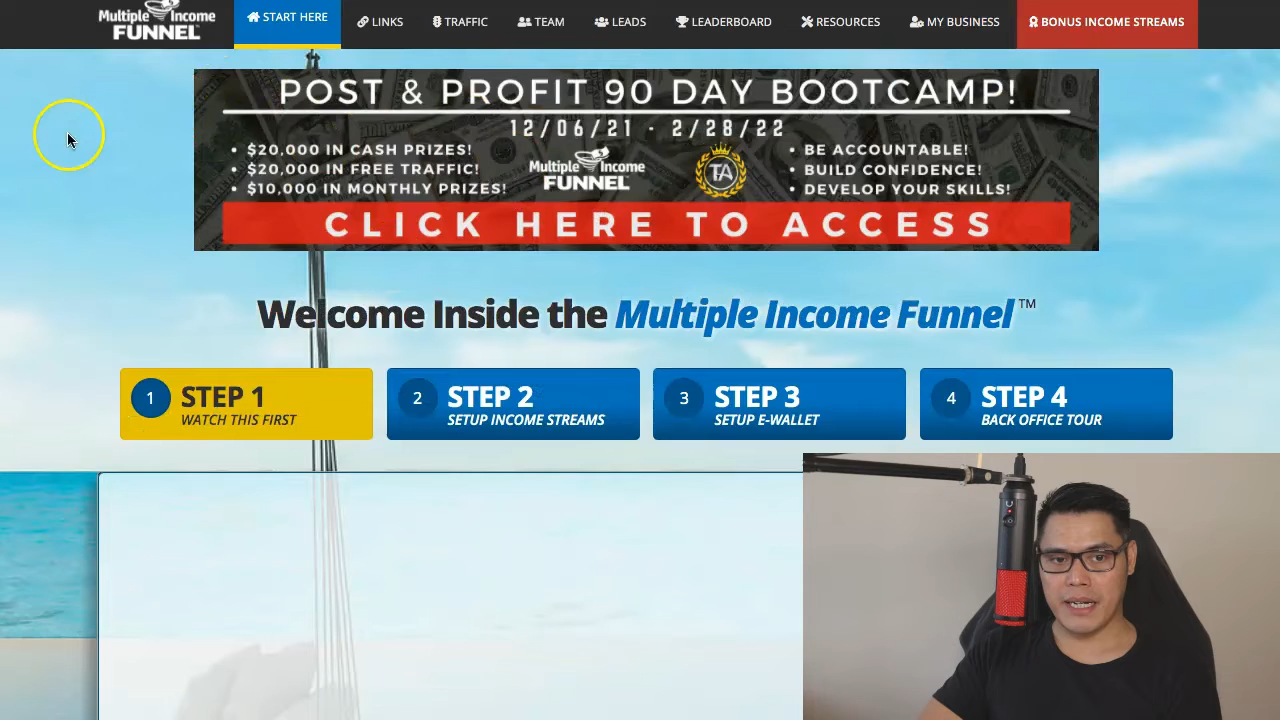 Multiple Income
FUNNEL
START HERE
LINKS
TRAFFIC
TEAM
LEADS
LEADERBOARD
RESOURCES
MY BUSINESS
BONUS INCOME STREAMS
POST & PROFIT 90 DAY BOOTCAMP!
12/06/21 - 2/28/22
• $20,000 IN CASH PRIZES!
• $20,000 IN FREE TRAFFIC!
• $10,000 IN MONTHLY PRIZES!
Multiple Income
FUNNEL
TA
• BE ACCOUNTABLE!
• BUILD CONFIDENCE!
• DEVELOP YOUR SKILLS!
CLICK HERE TO ACCESS
Welcome Inside the Multiple Income Funnel™
1 STEP 1
WATCH THIS FIRST
2 STEP 2
SETUP INCOME STREAMS
3 STEP 3
SETUP E-WALLET
4 STEP 4
BACK OFFICE TOUR